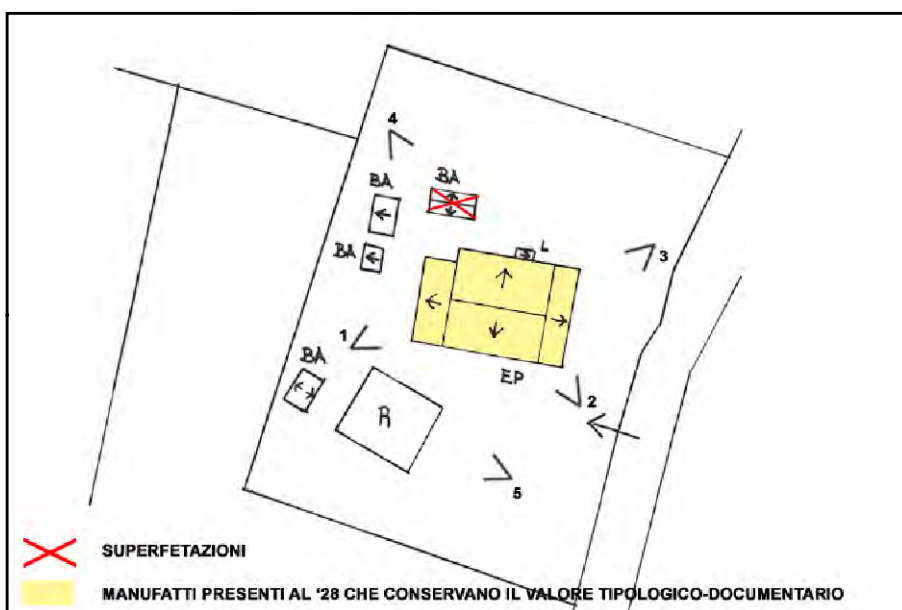 4
BA
BA
L
3
BA
1
BA
EP
2
R
5
SUPERFETAZIONI
MANUFATTI PRESENTI AL '28 CHE CONSERVANO IL VALORE TIPOLOGICO-DOCUMENTARIO